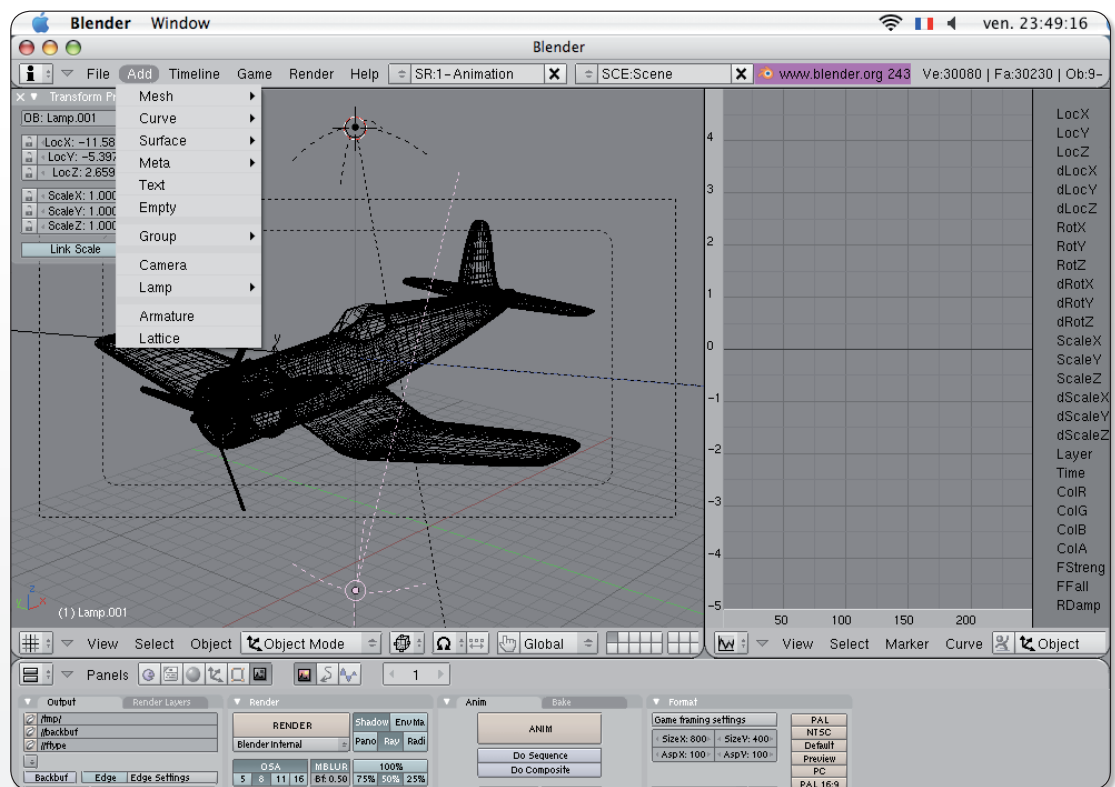 Blender Window ven. 23:49:16
Blender
File Add Timeline Game Render Help SR:1-Animation X SCE:Scene X www.blender.org 243 Ve:30080 | Fa:30230 | Ob:9-
Transform Pr
OB: Lamp.001
LocX: -11.58
LocY: -5.397
LocZ: 2.659
ScaleX: 1.000
ScaleY: 1.000
ScaleZ: 1.000
Link Scale
Mesh
Curve
Surface
Meta
Text
Empty
Group
Camera
Lamp
Armature
Lattice
z
y x
(1) Lamp.001
4
3
2
1
0
-1
-2
-3
-4
-5
50 100 150 200
LocX
LocY
LocZ
dLocX
dLocY
dLocZ
RotX
RotY
RotZ
dRotX
dRotY
dRotZ
ScaleX
ScaleY
ScaleZ
dScaleX
dScaleY
dScaleZ
Layer
Time
ColR
ColG
ColB
ColA
FStreng
FFall
RDamp
View Select Object Object Mode Global
View Select Marker Curve Object
Panels 1
Output Render Layers
/tmp/
//backbuf
//ftype
Backbuf Edge Edge Settings
Render
RENDER
Blender Internal
Shadow EnvMa
Pano Ray Radi
OSA MBLUR 100%
5 8 11 16 Bf: 0.50 75% 50% 25%
Anim Bake
ANIM
Do Sequence
Do Composite
Format
Game framing settings
SizeX: 800 SizeY: 400
AspX: 100 AspY: 100
PAL
NTSC
Default
Preview
PC
PAL 16:9